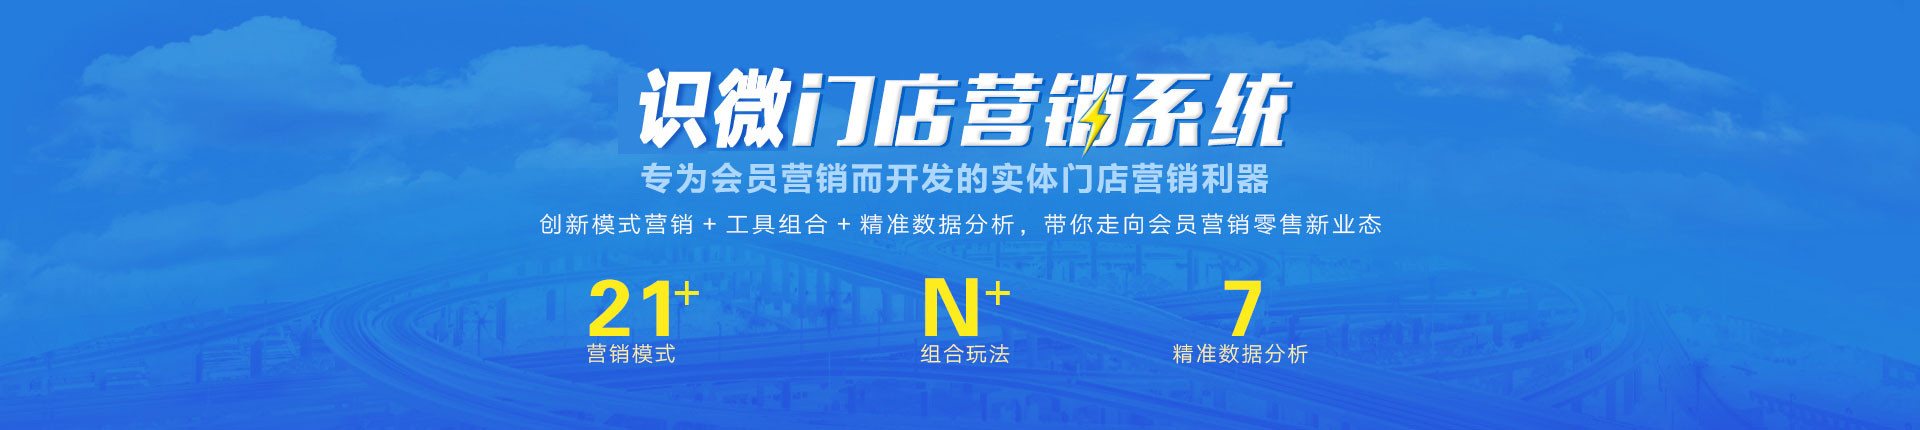 识微门店营销系统
专为会员营销而开发的实体门店营销利器
创新模式营销 + 工具组合 + 精准数据分析，带你走向会员营销零售新业态
21+ N+ 7
营销模式 组合玩法 精准数据分析